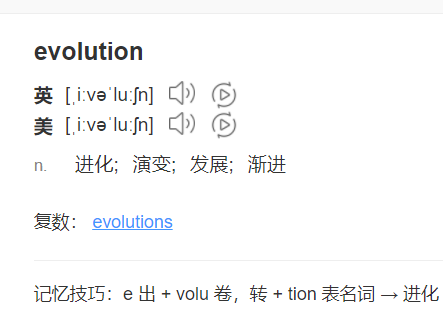 evolution
英 [ˌiːvəˈluːʃn]
美 [ˌiːvəˈluːʃn]
n. 进化；演变；发展；渐进
复数： evolutions
记忆技巧：e 出 + volu 卷，转 + tion 表名词 → 进化